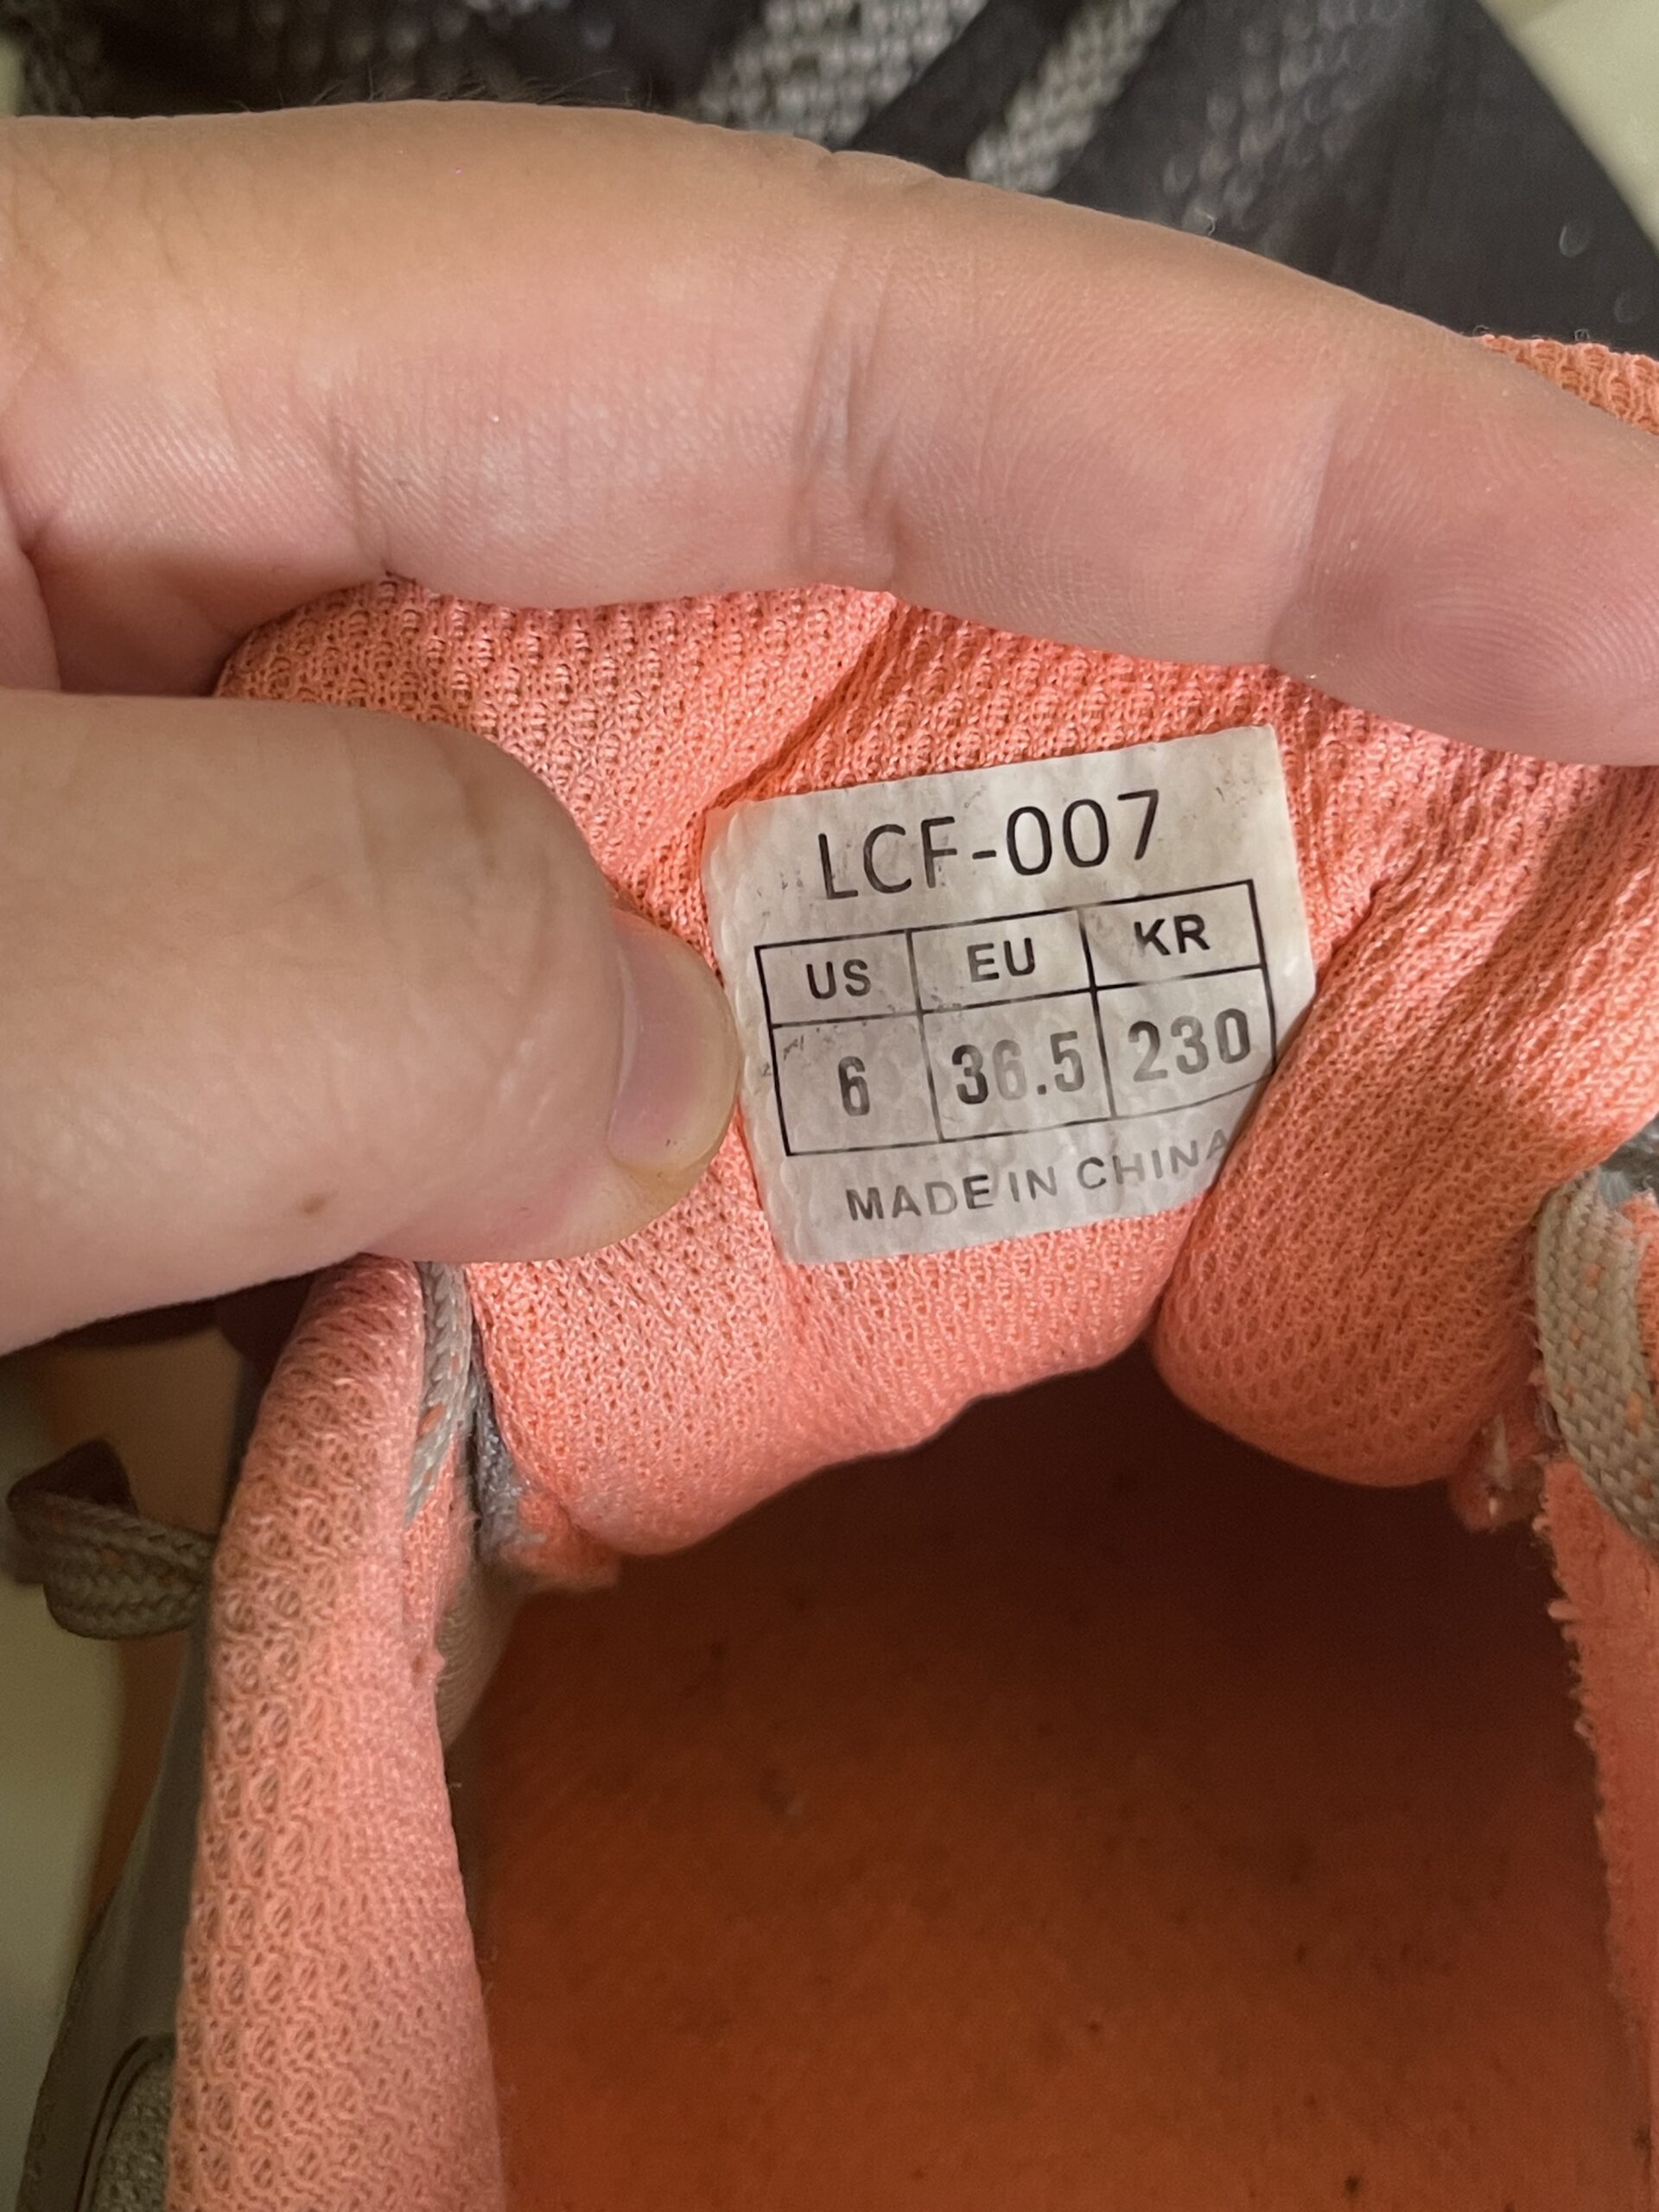 LCF-007
US EU KR
6 36.5 230
MADE IN CHINA